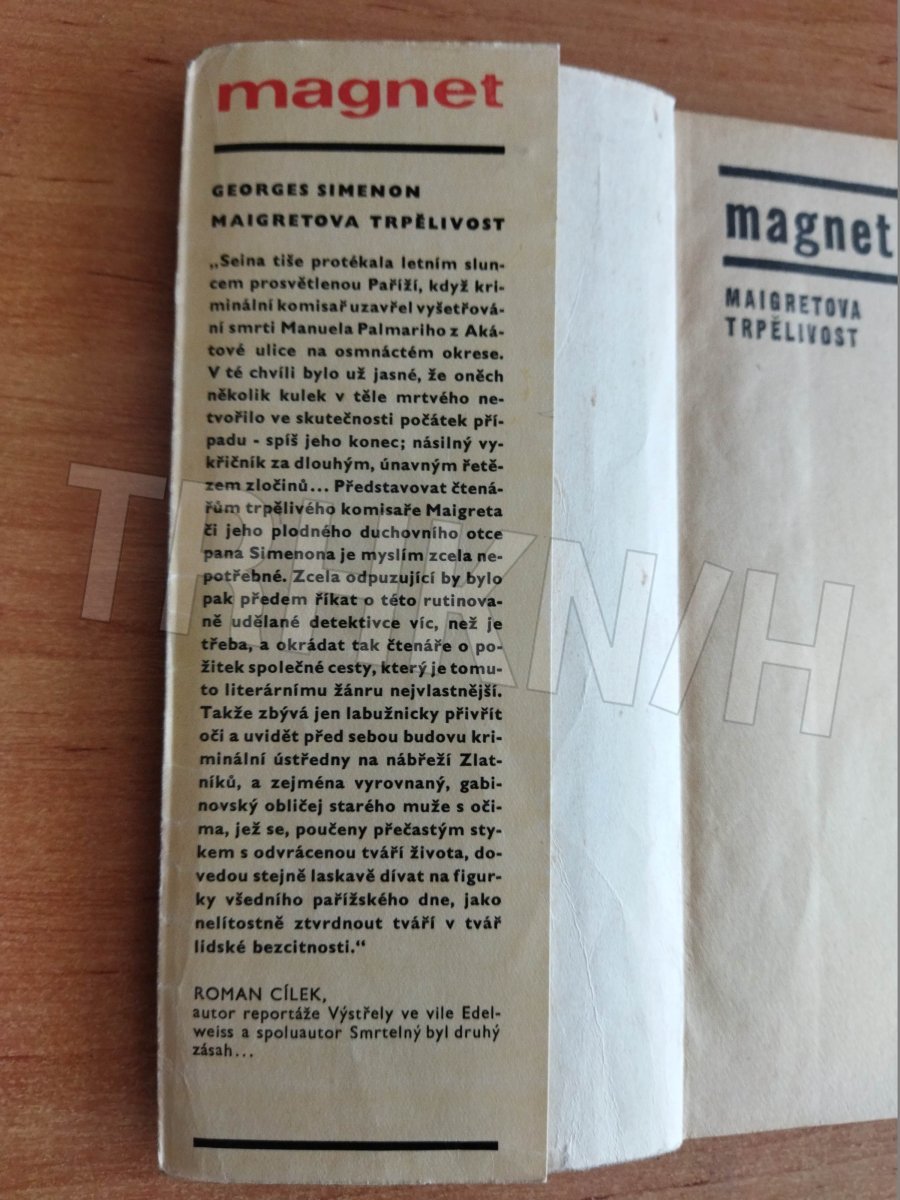 magnet
GEORGES SIMENON
MAIGRETOVA TRPĚLIVOST
„Seina tiše protékala letním slun-
cem prosvětlenou Paříží, když kri-
minální komisař uzavřel vyšetřová-
ní smrti Manuela Palmariho z Aká-
tové ulice na osmnáctém okrese.
V té chvíli bylo už jasné, že oněch
několik kulek v těle mrtvého ne-
tvořilo ve skutečnosti počátek pří-
padu - spíš jeho konec; násilný vy-
křičník za dlouhým, únavným řetě-
zem zločinů... Představovat čtená-
řům trpělivého komisaře Maigreta
či jeho plodného duchovního otce
pana Simenona je myslím zcela ne-
potřebné. Zcela odpuzující by bylo
pak předem říkat o této rutinova-
ně udělané detektivce víc, než je
třeba, a okrádat tak čtenáře o po-
žitek společné cesty, který je tomu-
to literárnímu žánru nejvlastnější.
Takže zbývá jen labužnicky přivřít
oči a uvidět před sebou budovu kri-
minální ústředny na nábřeží Zlat-
níků, a zejména vyrovnaný, gabi-
novský obličej starého muže s oči-
ma, jež se, poučeny přečastým sty-
kem s odvrácenou tváří života, do-
vedou stejně laskavě dívat na figur-
ky všedního pařížského dne, jako
nelítostně ztvrdnout tváří v tvář
lidské bezcitnosti.“
ROMAN CÍLEK,
autor reportáže Výstřely ve vile Edel-
weiss a spoluautor Smrtelný byl druhý
zásah...
magnet
MAIGRETOVA
TRPĚLIVOST
TRHKN/H